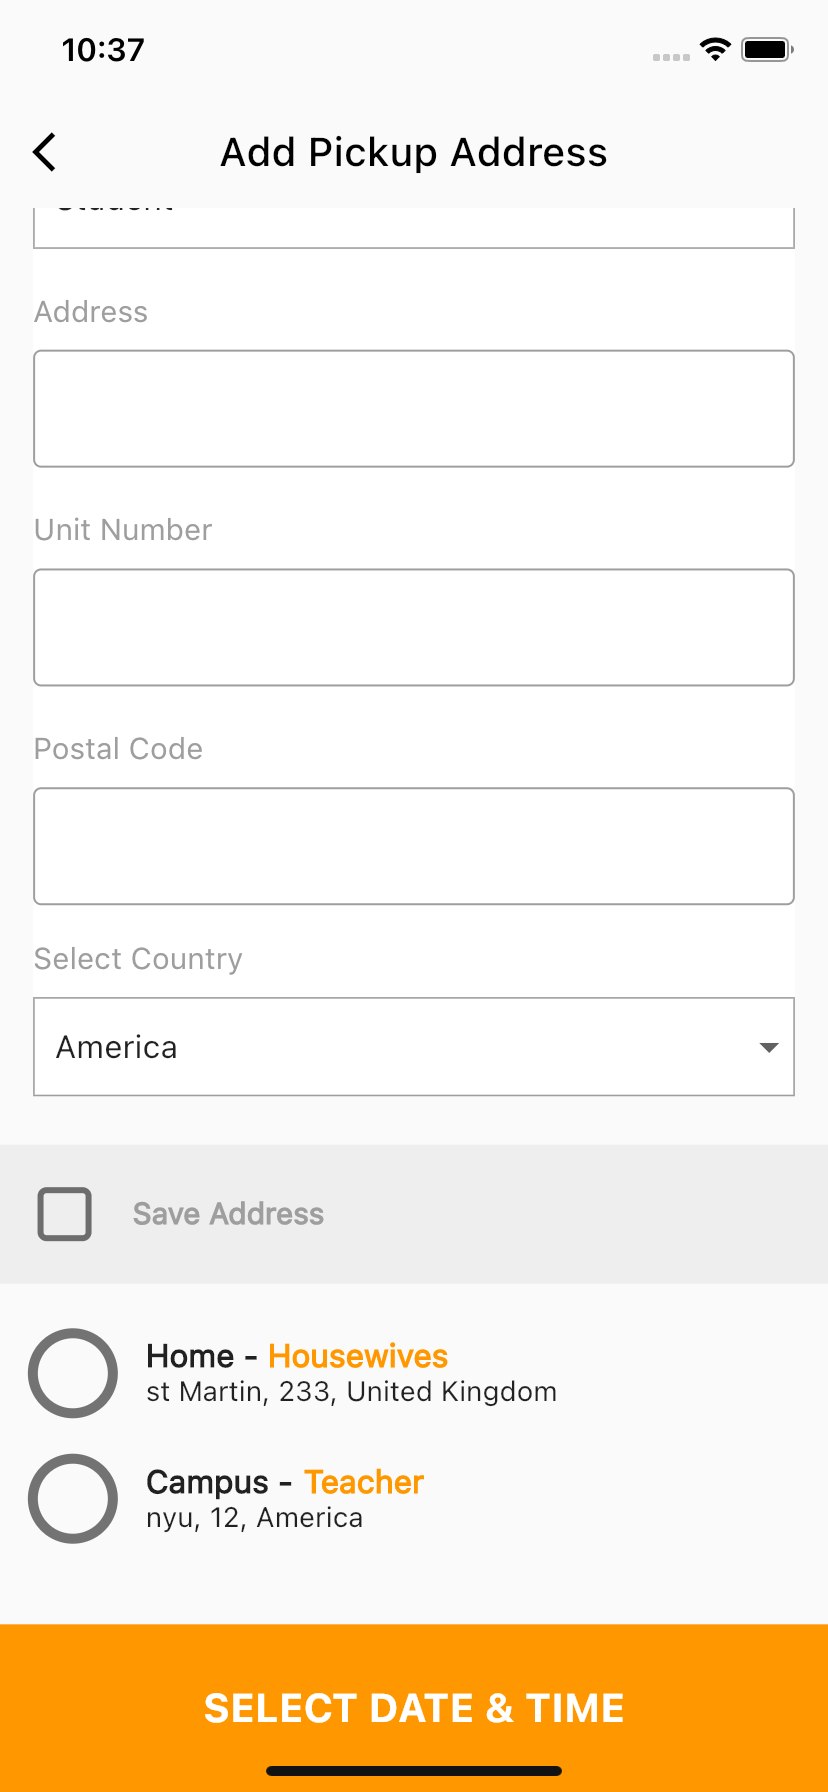 10:37
Add Pickup Address
Address
Unit Number
Postal Code
Select Country
America
Save Address
Home - Housewives
st Martin, 233, United Kingdom
Campus - Teacher
nyu, 12, America
SELECT DATE & TIME